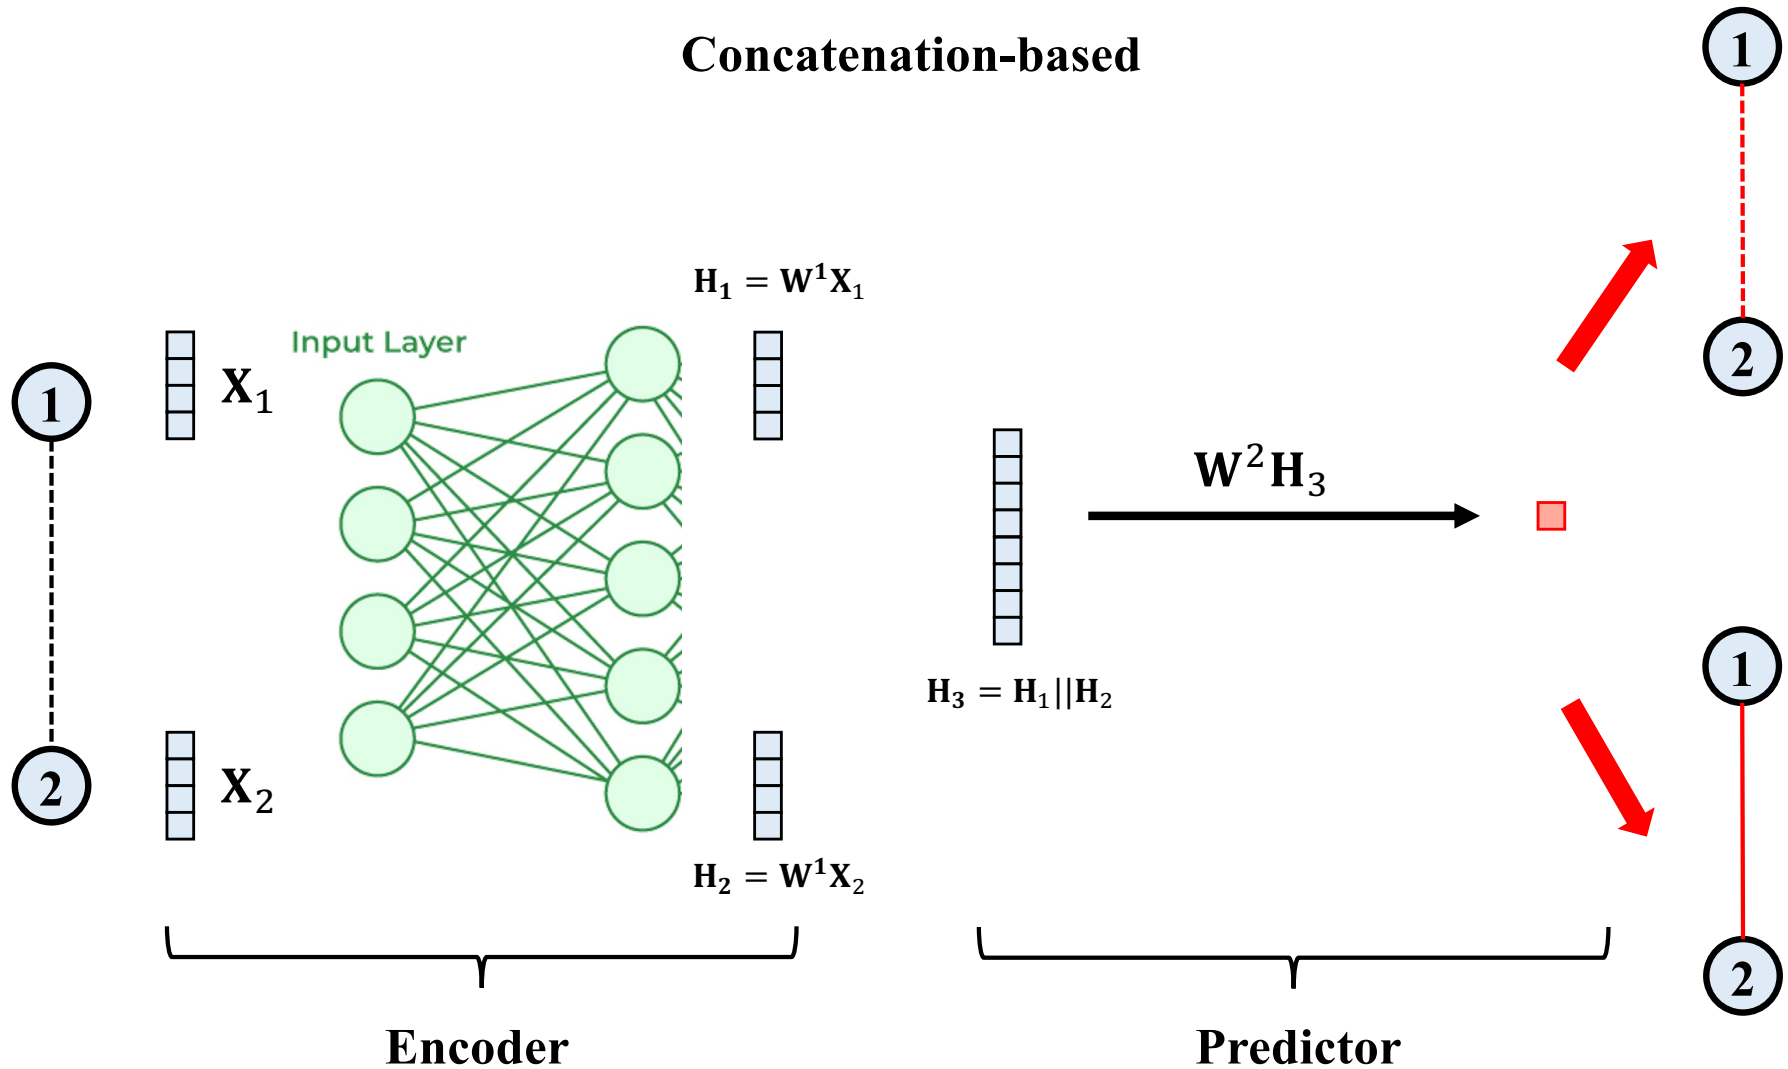 Concatenation-based
1
2
1
2
X₁
X₂
Input Layer
𝐇₁ = 𝐖¹𝐗₁
𝐇₂ = 𝐖¹𝐗₂
𝐇₃ = 𝐇₁||𝐇₂
𝐖²𝐇₃
1
2
Encoder
Predictor